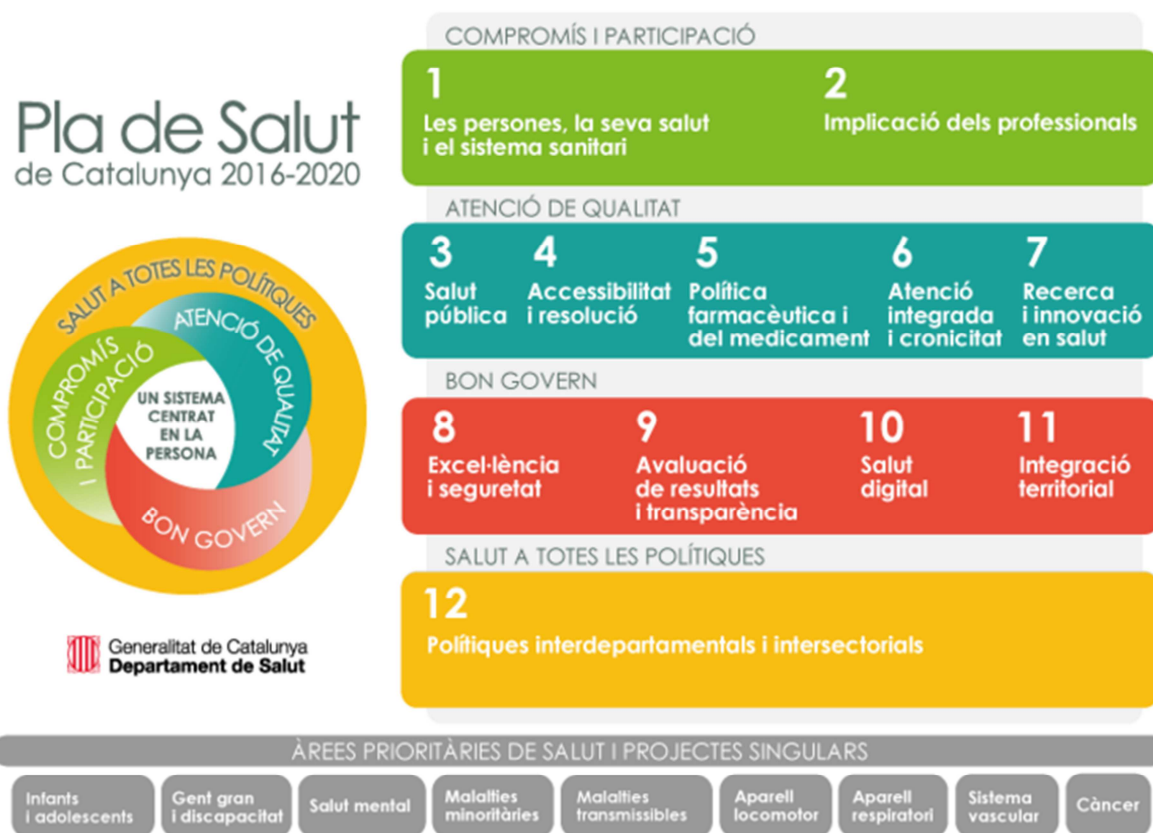 Pla de Salut
de Catalunya 2016-2020
SALUT A TOTES LES POLÍTIQUES
ATENCIÓ DE QUALITAT
COMPROMÍS
I PARTICIPACIÓ
BON GOVERN
UN SISTEMA
CENTRAT
EN LA
PERSONA
Generalitat de Catalunya
Departament de Salut
COMPROMÍS I PARTICIPACIÓ
1
Les persones, la seva salut
i el sistema sanitari
2
Implicació dels professionals
ATENCIÓ DE QUALITAT
3
Salut
pública
4
Accessibilitat
i resolució
5
Política
farmacèutica i
del medicament
6
Atenció
integrada
i cronicitat
7
Recerca
i innovació
en salut
BON GOVERN
8
Excel·lència
i seguretat
9
Avaluació
de resultats
i transparència
10
Salut
digital
11
Integració
territorial
SALUT A TOTES LES POLÍTIQUES
12
Polítiques interdepartamentals i intersectorials
ÀREES PRIORITÀRIES DE SALUT I PROJECTES SINGULARS
Infants
i adolescents
Gent gran
i discapacitat
Salut mental
Malalties
minoritàries
Malalties
transmissibles
Aparell
locomotor
Aparell
respiratori
Sistema
vascular
Càncer